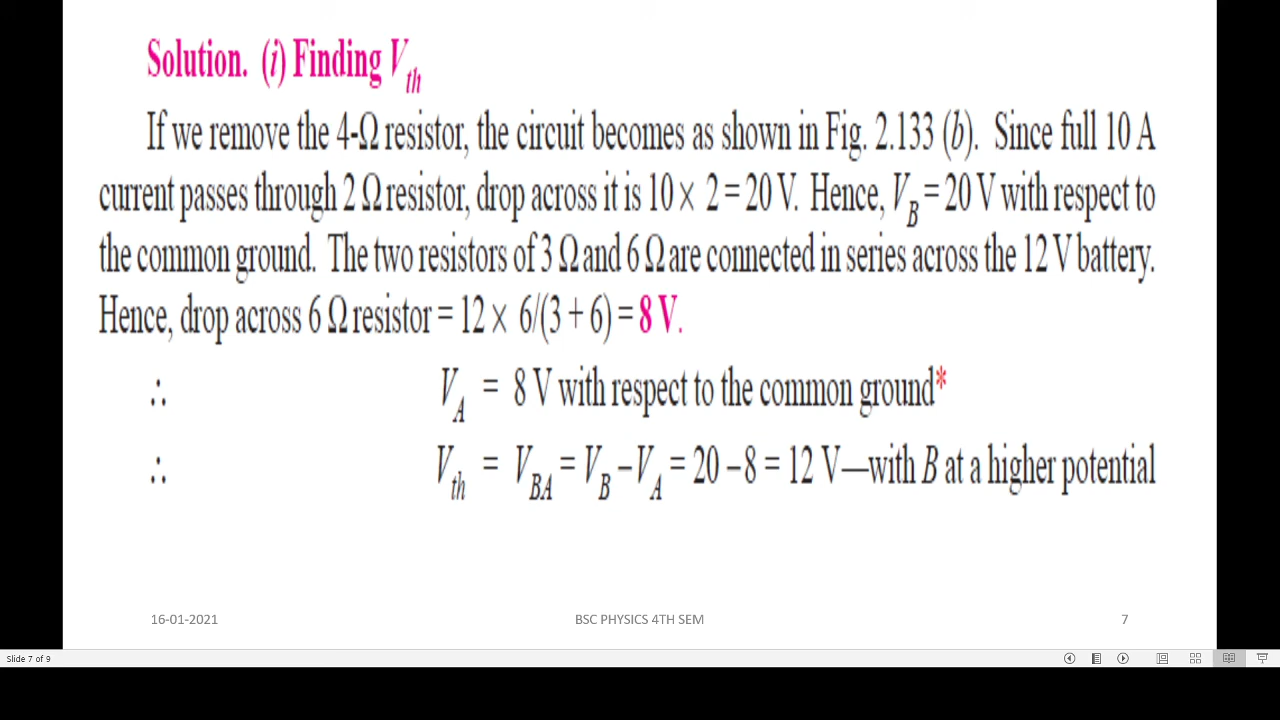 Solution. (i) Finding Vth
If we remove the 4-Ω resistor, the circuit becomes as shown in Fig. 2.133 (b). Since full 10 A
current passes through 2 Ω resistor, drop across it is 10 × 2 = 20 V. Hence, VB = 20 V with respect to
the common ground. The two resistors of 3 Ω and 6 Ω are connected in series across the 12 V battery.
Hence, drop across 6 Ω resistor = 12 × 6/(3 + 6) = 8 V.
∴ VA = 8 V with respect to the common ground*
∴ Vth = VBA = VB –VA = 20 –8 = 12 V—with B at a higher potential
16-01-2021 BSC PHYSICS 4TH SEM 7
Slide 7 of 9